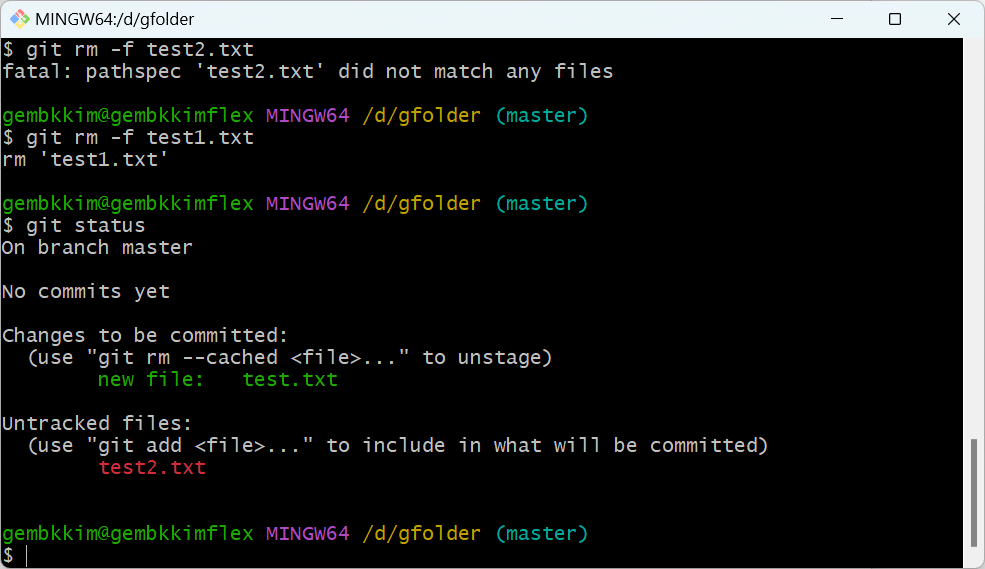 MINGW64:/d/gfolder
$ git rm -f test2.txt
fatal: pathspec 'test2.txt' did not match any files
gembkkim@gembkkimflex MINGW64 /d/gfolder (master)
$ git rm -f test1.txt
rm 'test1.txt'
gembkkim@gembkkimflex MINGW64 /d/gfolder (master)
$ git status
On branch master
No commits yet
Changes to be committed:
  (use "git rm --cached <file>..." to unstage)
        new file:   test.txt
Untracked files:
  (use "git add <file>..." to include in what will be committed)
        test2.txt
gembkkim@gembkkimflex MINGW64 /d/gfolder (master)
$